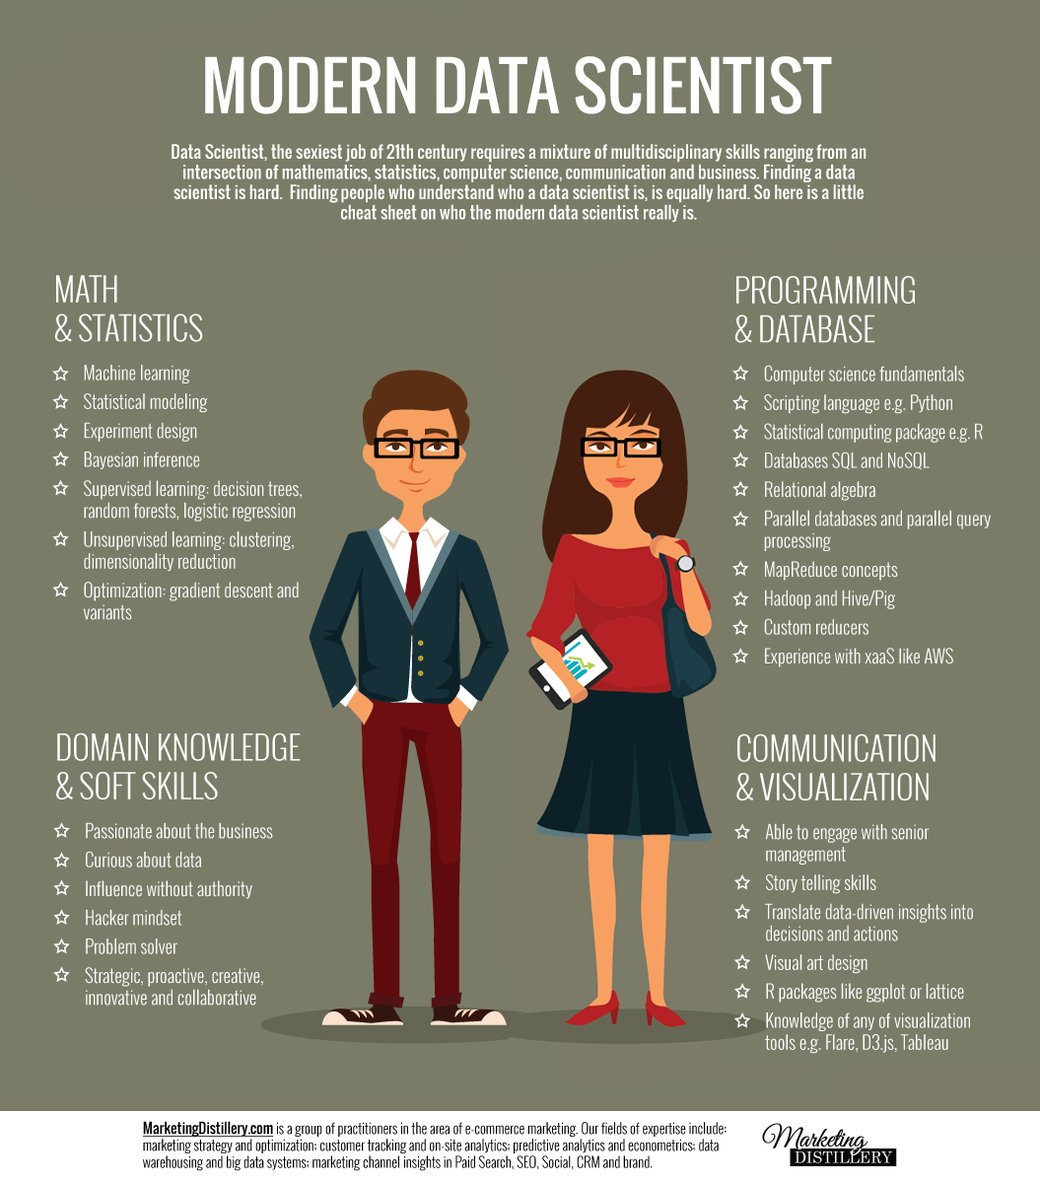 MODERN DATA SCIENTIST
Data Scientist, the sexiest job of 21th century requires a mixture of multidisciplinary skills ranging from an
intersection of mathematics, statistics, computer science, communication and business. Finding a data
scientist is hard. Finding people who understand who a data scientist is, is equally hard. So here is a little
cheat sheet on who the modern data scientist really is.
MATH
& STATISTICS
Machine learning
Statistical modeling
Experiment design
Bayesian inference
Supervised learning: decision trees,
random forests, logistic regression
Unsupervised learning: clustering,
dimensionality reduction
Optimization: gradient descent and
variants
PROGRAMMING
& DATABASE
Computer science fundamentals
Scripting language e.g. Python
Statistical computing package e.g. R
Databases SQL and NoSQL
Relational algebra
Parallel databases and parallel query
processing
MapReduce concepts
Hadoop and Hive/Pig
Custom reducers
Experience with xaaS like AWS
DOMAIN KNOWLEDGE
& SOFT SKILLS
Passionate about the business
Curious about data
Influence without authority
Hacker mindset
Problem solver
Strategic, proactive, creative,
innovative and collaborative
COMMUNICATION
& VISUALIZATION
Able to engage with senior
management
Story telling skills
Translate data-driven insights into
decisions and actions
Visual art design
R packages like ggplot or lattice
Knowledge of any of visualization
tools e.g. Flare, D3.js, Tableau
MarketingDistillery.com is a group of practitioners in the area of e-commerce marketing. Our fields of expertise include:
marketing strategy and optimization; customer tracking and on-site analytics; predictive analytics and econometrics; data
warehousing and big data systems; marketing channel insights in Paid Search, SEO, Social, CRM and brand.
Marketing
DISTILLERY